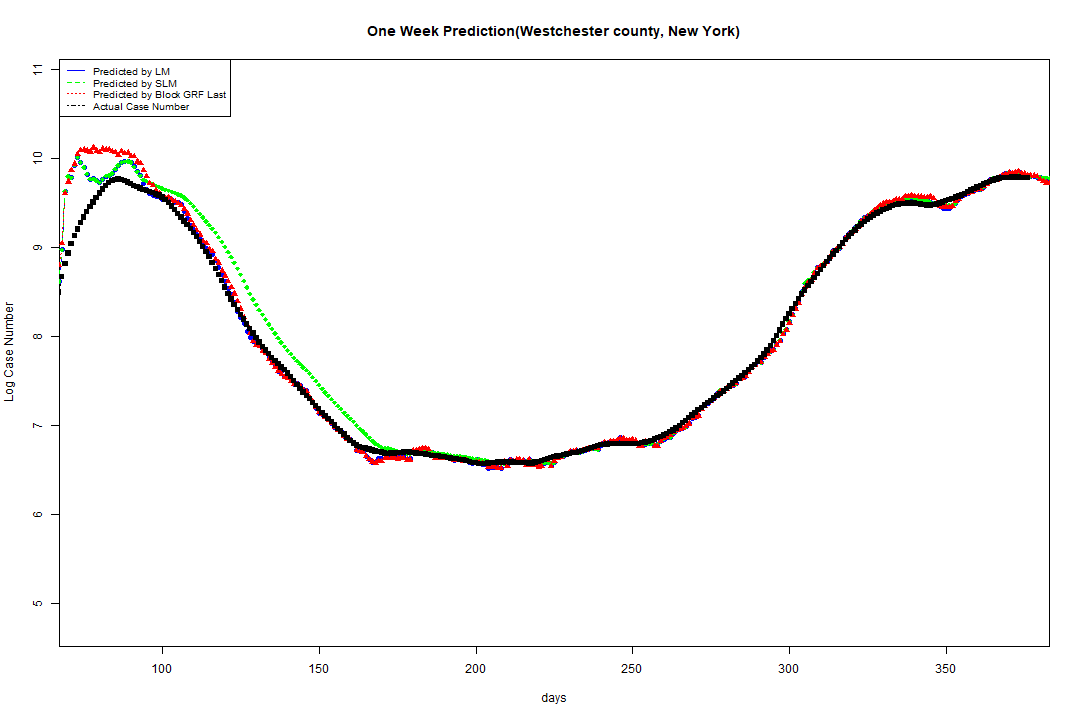 One Week Prediction(Westchester county, New York)
Predicted by LM
Predicted by SLM
Predicted by Block GRF Last
Actual Case Number
Log Case Number
11
10
9
8
7
6
5
100 150 200 250 300 350
days